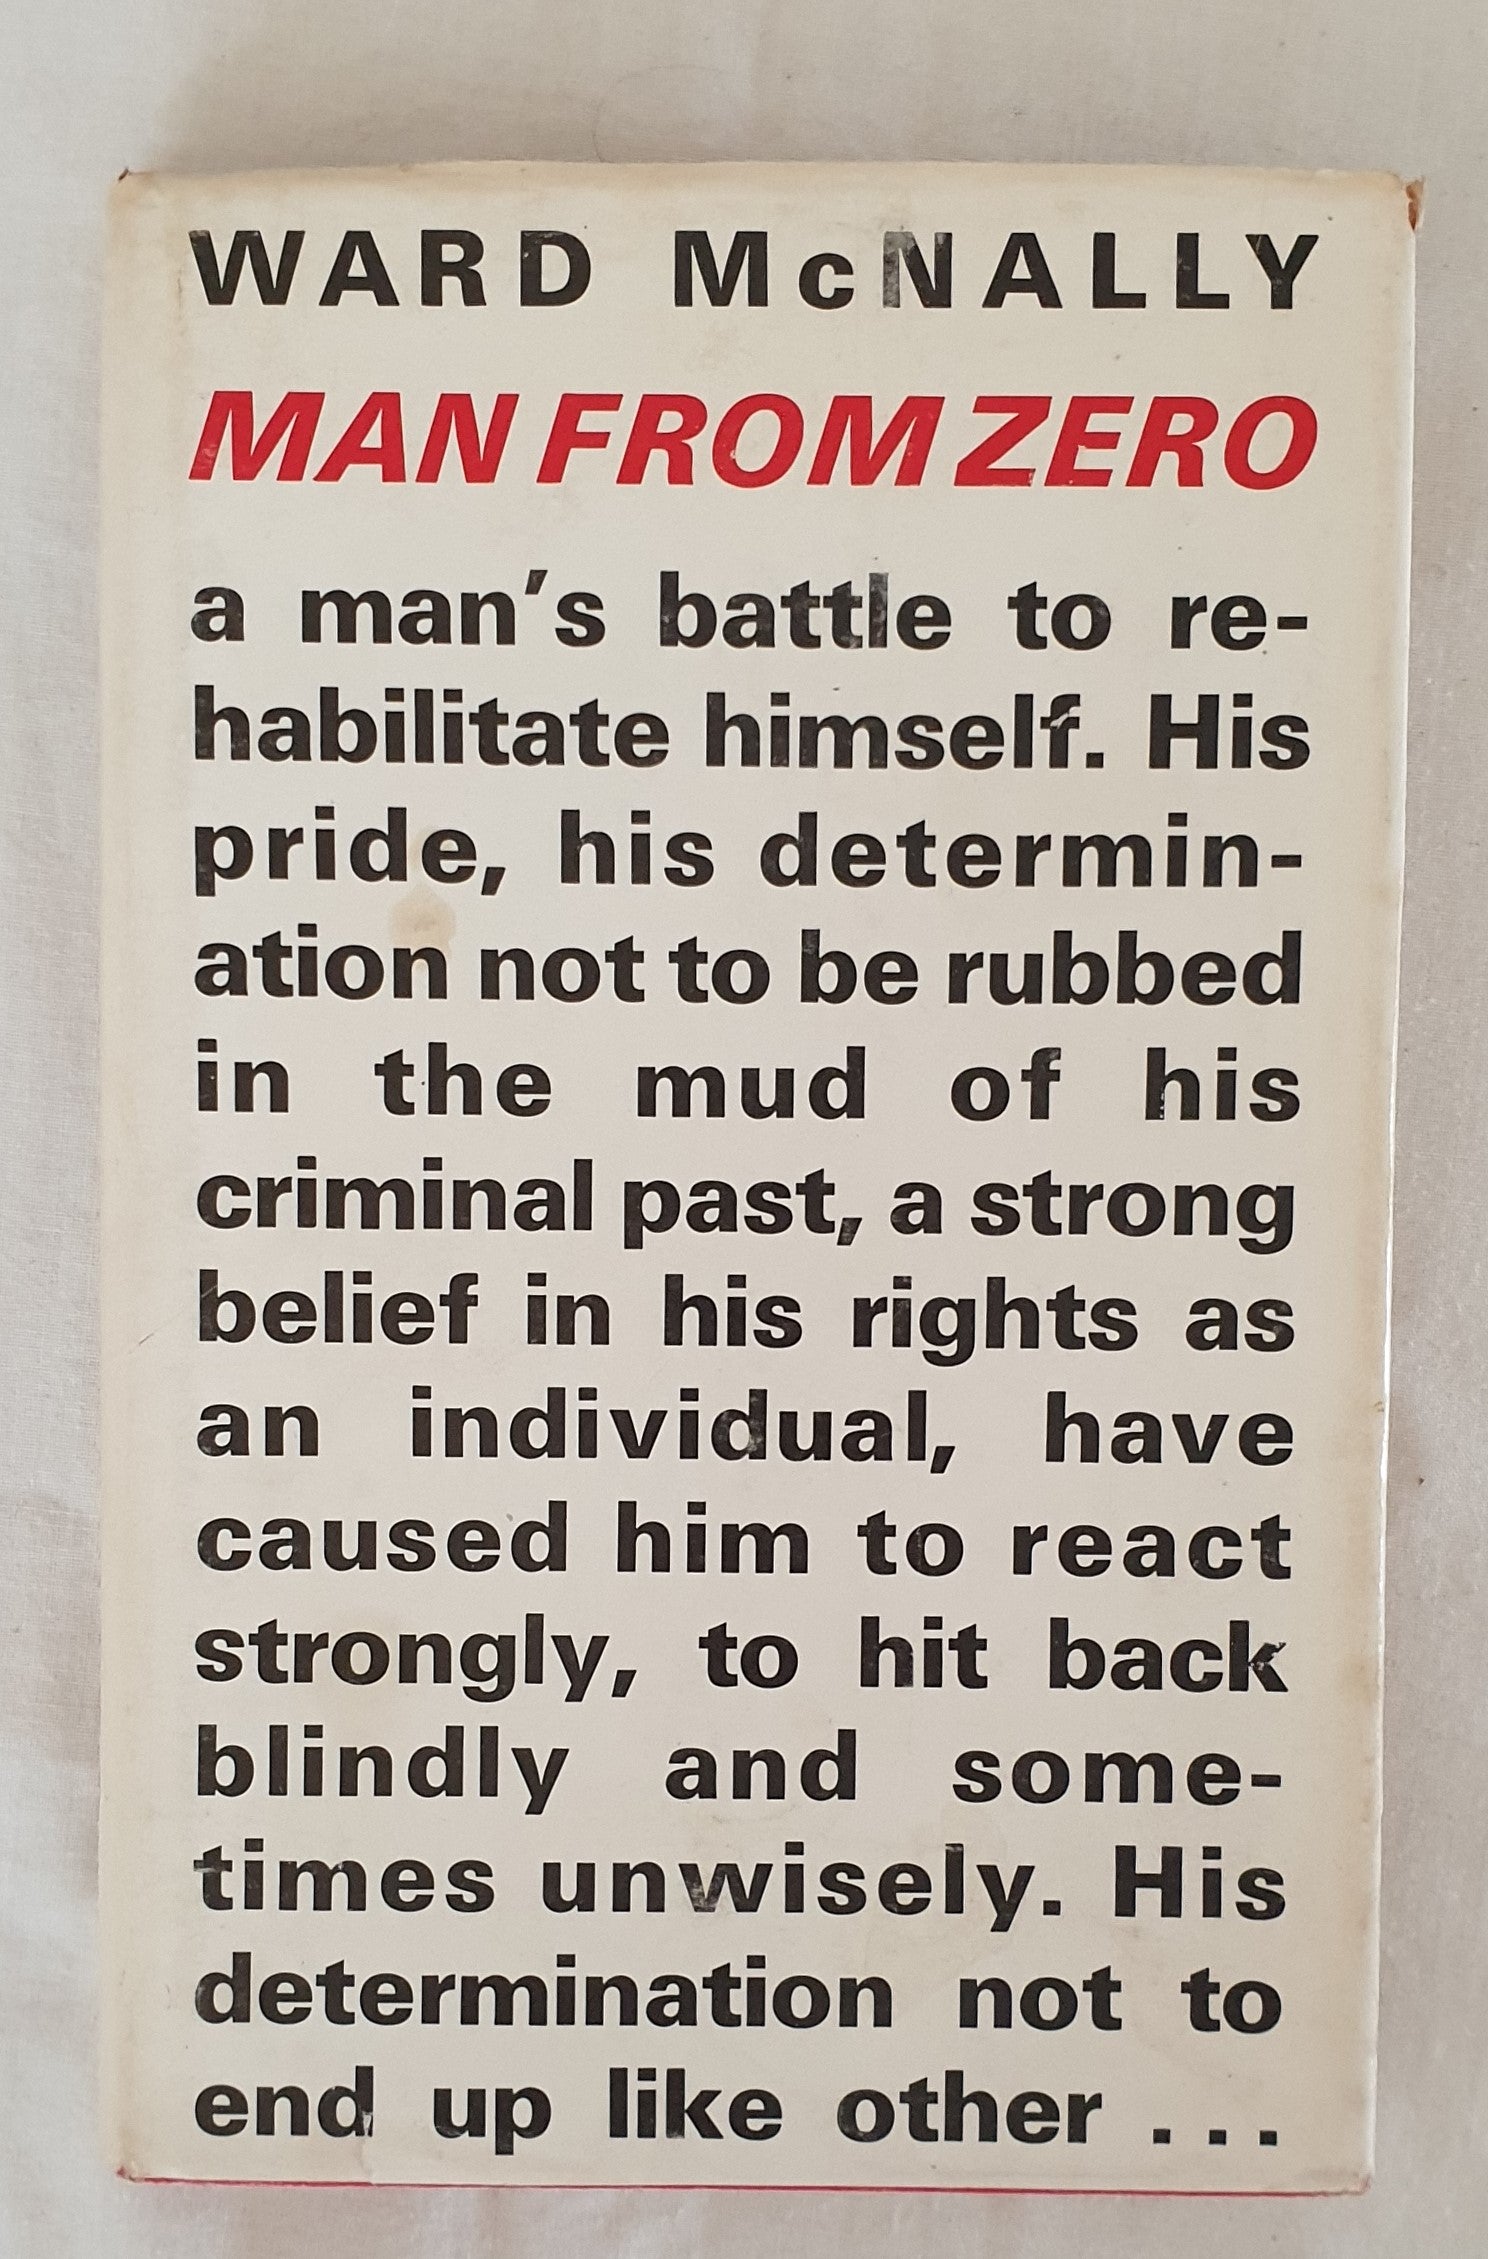 WARD McNALLY
MAN FROM ZERO
a man's battle to re-
habilitate himself. His
pride, his determin-
ation not to be rubbed
in the mud of his
criminal past, a strong
belief in his rights as
an individual, have
caused him to react
strongly, to hit back
blindly and some-
times unwisely. His
determination not to
end up like other ...